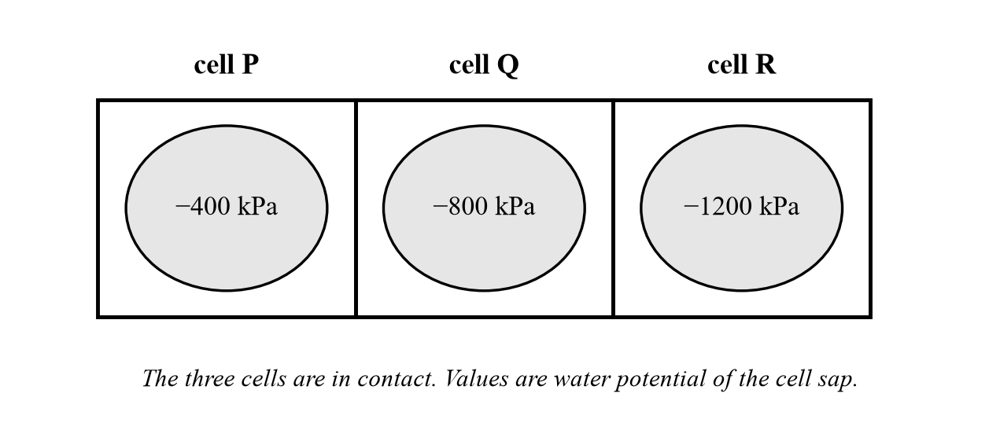 cell P cell Q cell R
−400 kPa −800 kPa −1200 kPa
The three cells are in contact. Values are water potential of the cell sap.